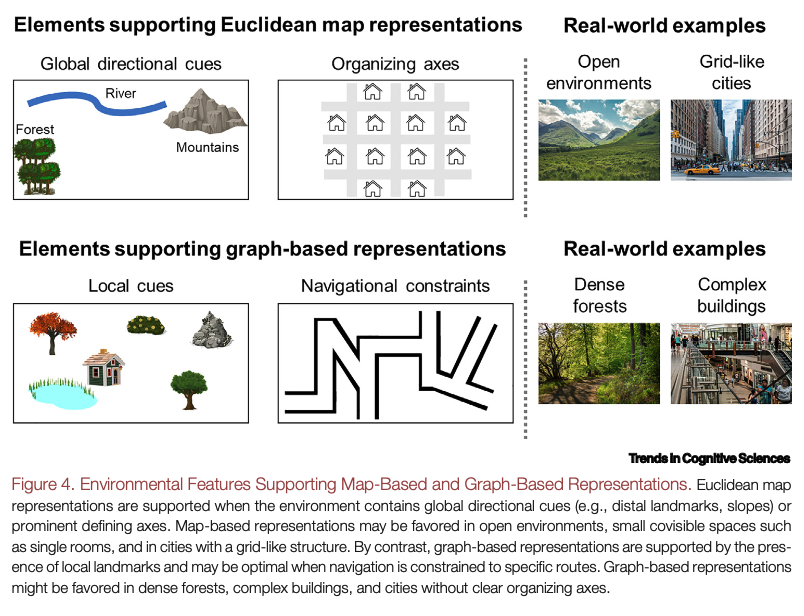 Elements supporting Euclidean map representations
Real-world examples
Global directional cues
Organizing axes
Open
environments
Grid-like
cities
River
Forest
Mountains
Elements supporting graph-based representations
Real-world examples
Local cues
Navigational constraints
Dense
forests
Complex
buildings
Trends in Cognitive Sciences
Figure 4. Environmental Features Supporting Map-Based and Graph-Based Representations. Euclidean map
representations are supported when the environment contains global directional cues (e.g., distal landmarks, slopes) or
prominent defining axes. Map-based representations may be favored in open environments, small covisible spaces such
as single rooms, and in cities with a grid-like structure. By contrast, graph-based representations are supported by the pres-
ence of local landmarks and may be optimal when navigation is constrained to specific routes. Graph-based representations
might be favored in dense forests, complex buildings, and cities without clear organizing axes.